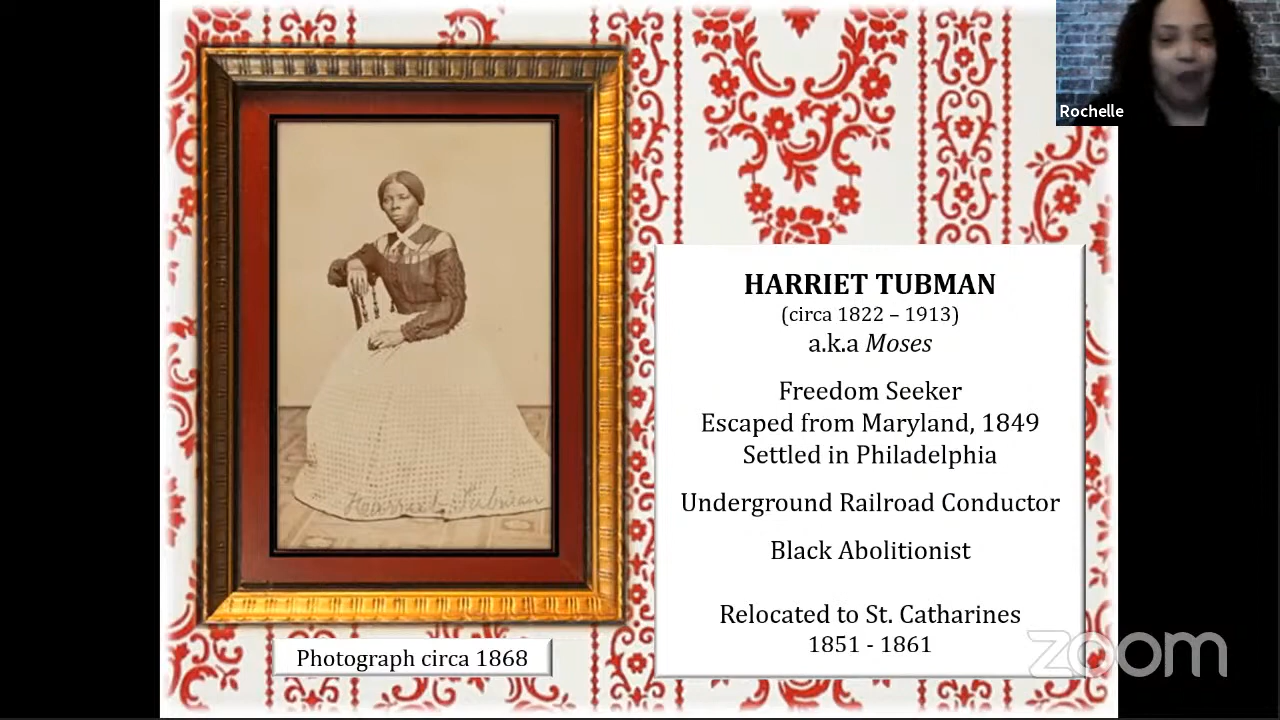 Rochelle
HARRIET TUBMAN
(circa 1822 – 1913)
a.k.a Moses
Freedom Seeker
Escaped from Maryland, 1849
Settled in Philadelphia
Underground Railroad Conductor
Black Abolitionist
Relocated to St. Catharines
1851 - 1861
Harriet Tubman
Photograph circa 1868
zoom